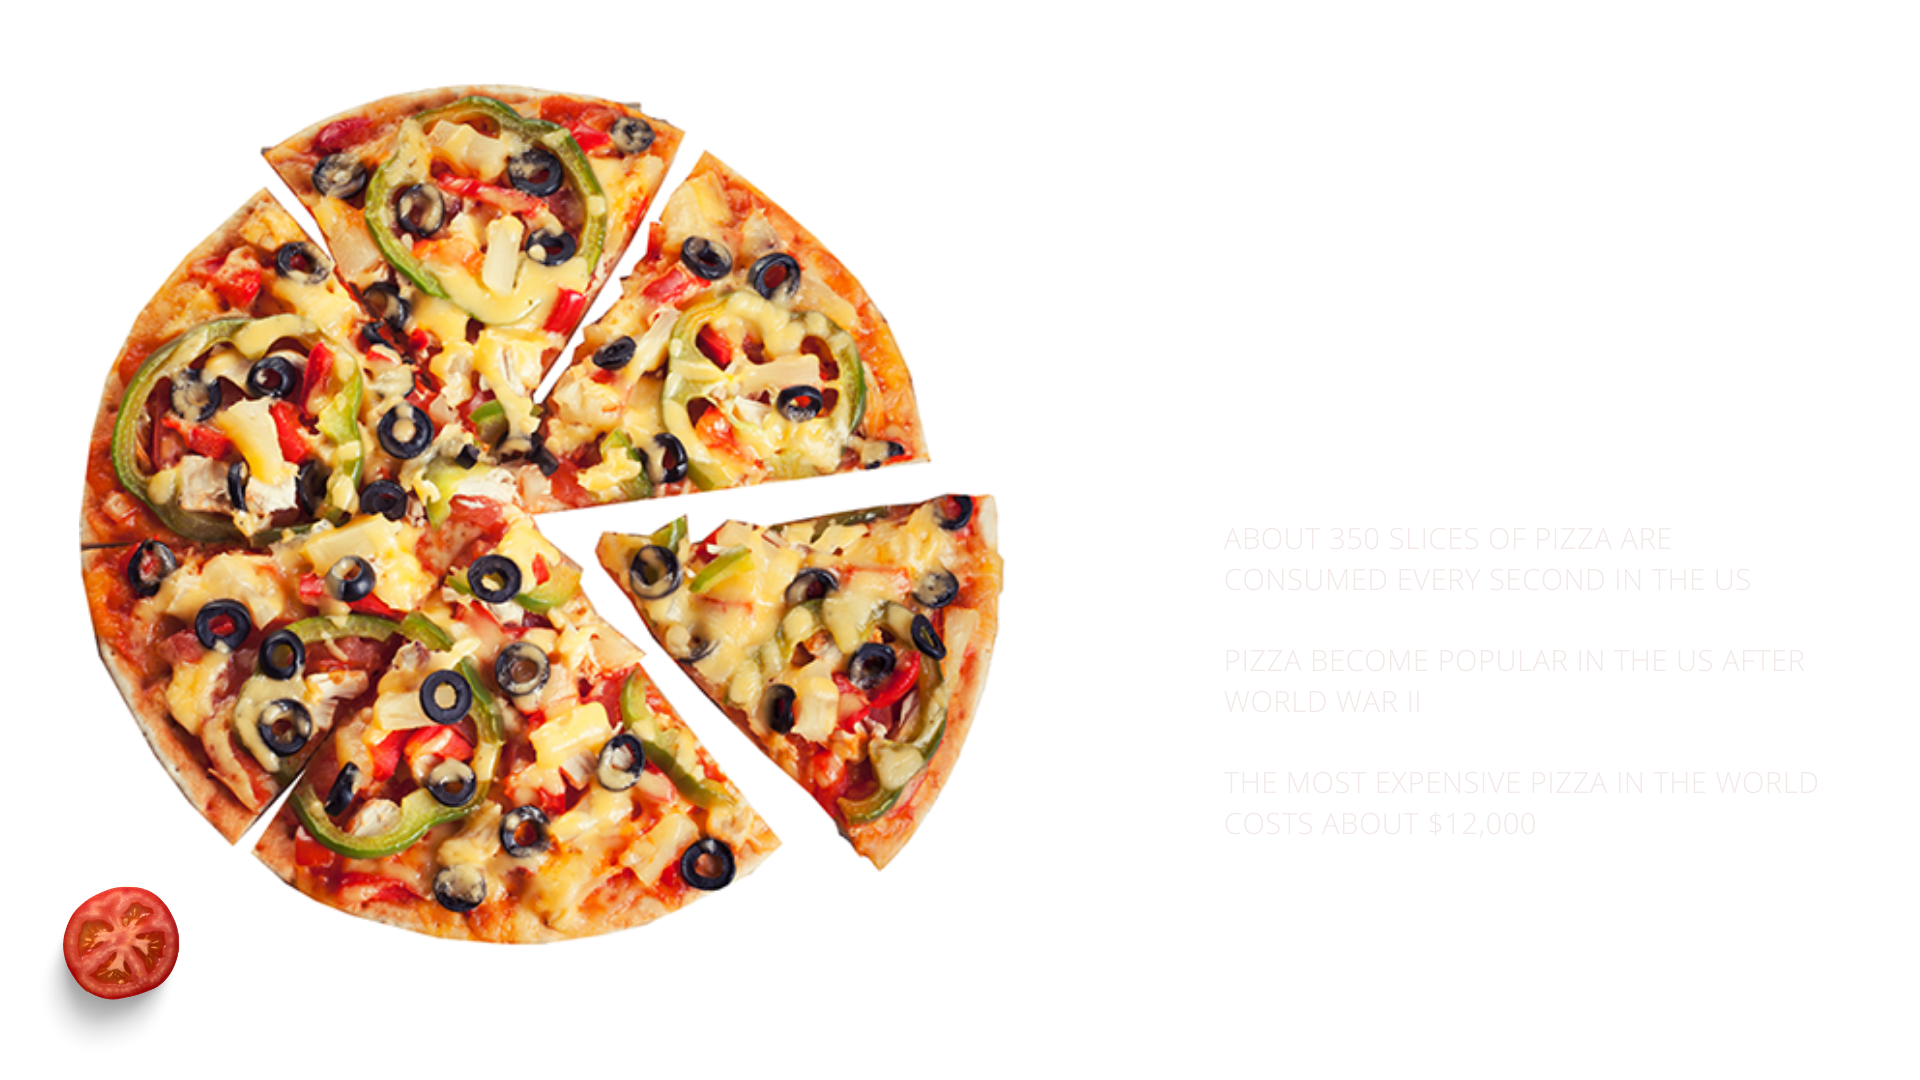 ABOUT 350 SLICES OF PIZZA ARE
CONSUMED EVERY SECOND IN THE US
PIZZA BECOME POPULAR IN THE US AFTER
WORLD WAR II
THE MOST EXPENSIVE PIZZA IN THE WORLD
COSTS ABOUT $12,000